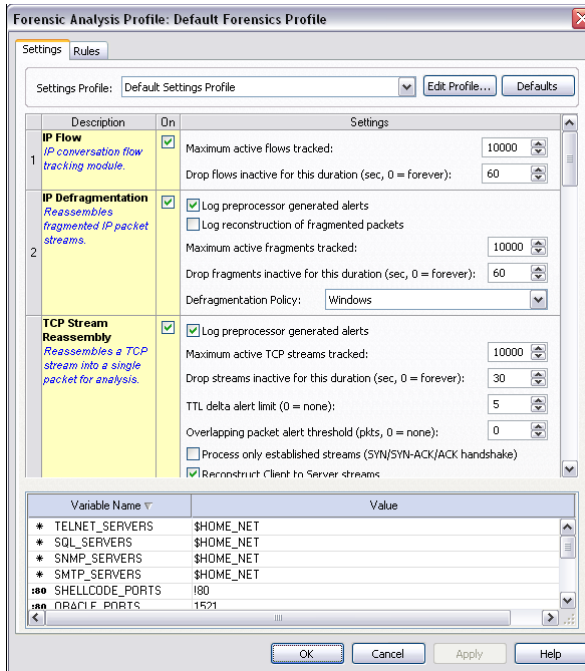 Forensic Analysis Profile: Default Forensics Profile
Settings Rules
Settings Profile: Default Settings Profile Edit Profile... Defaults
Description On Settings
1
IP Flow
IP conversation flow
tracking module.
Maximum active flows tracked: 10000
Drop flows inactive for this duration (sec, 0 = forever): 60
2
IP Defragmentation
Reassembles
fragmented IP packet
streams.
Log preprocessor generated alerts
Log reconstruction of fragmented packets
Maximum active fragments tracked: 10000
Drop fragments inactive for this duration (sec, 0 = forever): 60
Defragmentation Policy: Windows
3
TCP Stream
Reassembly
Reassembles a TCP
stream into a single
packet for analysis.
Log preprocessor generated alerts
Maximum active TCP streams tracked: 10000
Drop streams inactive for this duration (sec, 0 = forever): 30
TTL delta alert limit (0 = none): 5
Overlapping packet alert threshold (pkts, 0 = none): 0
Process only established streams (SYN/SYN-ACK/ACK handshake)
Reconstruct Client to Server streams
Variable Name Value
* TELNET_SERVERS $HOME_NET
* SQL_SERVERS $HOME_NET
* SNMP_SERVERS $HOME_NET
* SMTP_SERVERS $HOME_NET
:80 SHELLCODE_PORTS !80
:80 ORACLE_PORTS 1521
OK Cancel Apply Help